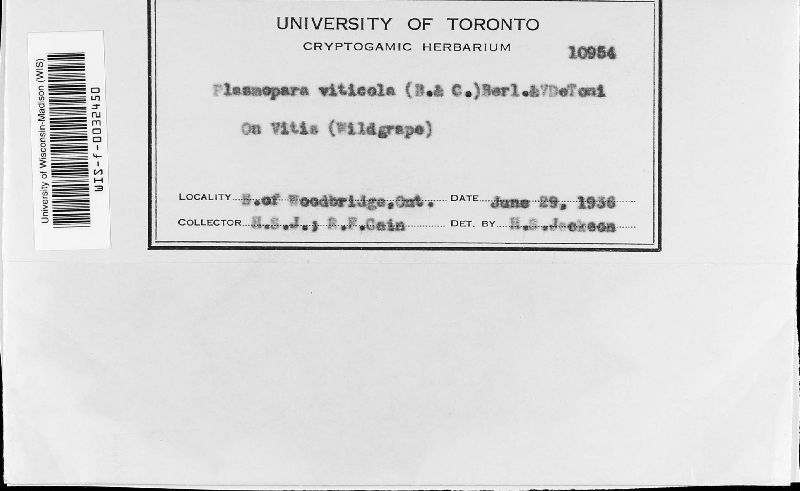 UNIVERSITY OF TORONTO
CRYPTOGAMIC HERBARIUM
10954
Plasmopara viticola (B.& C.)Berl.& DeToni
On Vitis (Wildgrape)
LOCALITY N.of Woodbridge,Ont. DATE June 29, 1936
COLLECTOR H.S.J.; R.F.Cain DET. BY H.S.Jackson
University of Wisconsin-Madison (WIS)
WIS-f-0032450